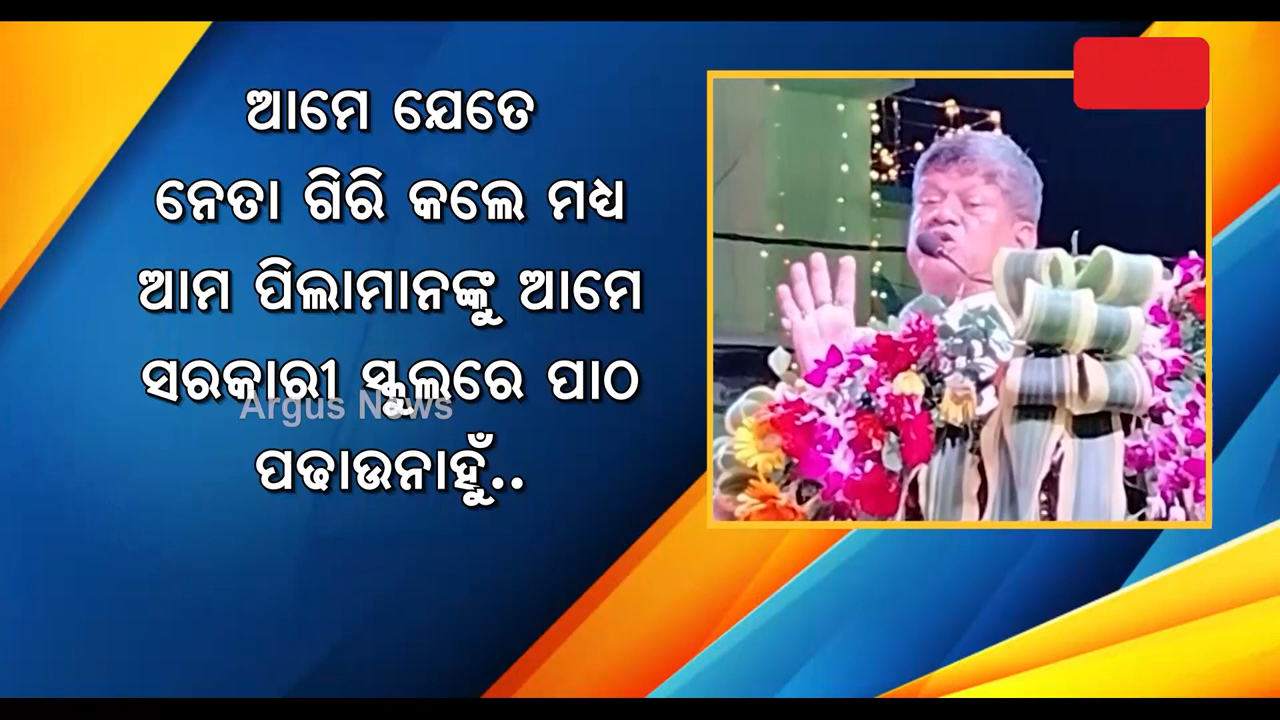 ଆମେ ଯେତେ
ନେତା ଗିରି କଲେ ମଧ୍ୟ
ଆମ ପିଲାମାନଙ୍କୁ ଆମେ
ସରକାରୀ ସ୍କୁଲରେ ପାଠ
Argus News
ପଢାଉନାହୁଁ..